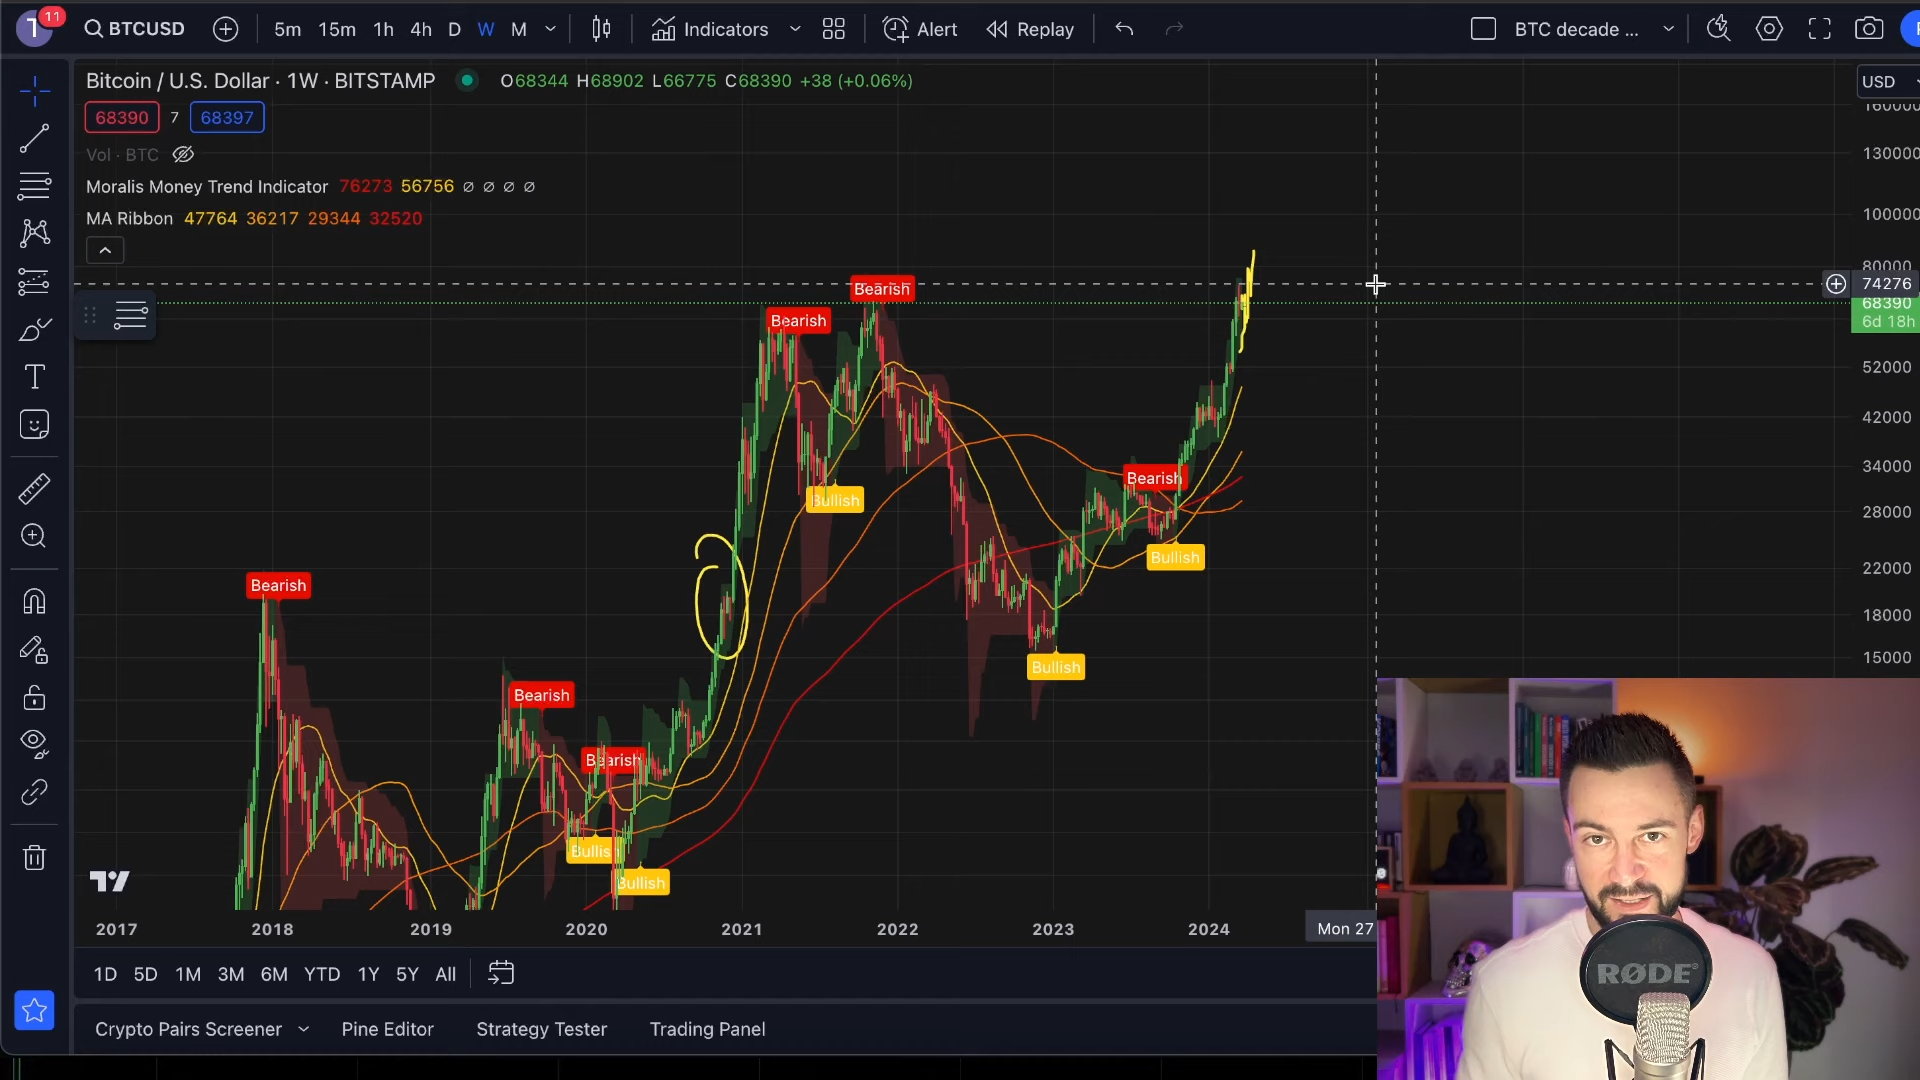 11
T
BTCUSD
5m 15m 1h 4h D W M
Indicators
Alert
Replay
BTC decade ...
Bitcoin / U.S. Dollar · 1W · BITSTAMP
O68344 H68902 L66775 C68390 +38 (+0.06%)
USD
68390 7 68397
160000
Vol · BTC
130000
Moralis Money Trend Indicator 76273 56756 ∅ ∅ ∅ ∅
MA Ribbon 47764 36217 29344 32520
100000
80000
74276
68390
6d 18h
Bearish
Bearish
52000
42000
34000
Bearish
Bullish
28000
Bullish
22000
Bearish
18000
15000
Bullish
Bearish
Bearish
Bullish
Bullish
2017 2018 2019 2020 2021 2022 2023 2024 Mon 27
1D 5D 1M 3M 6M YTD 1Y 5Y All
RØDE
Crypto Pairs Screener Pine Editor Strategy Tester Trading Panel